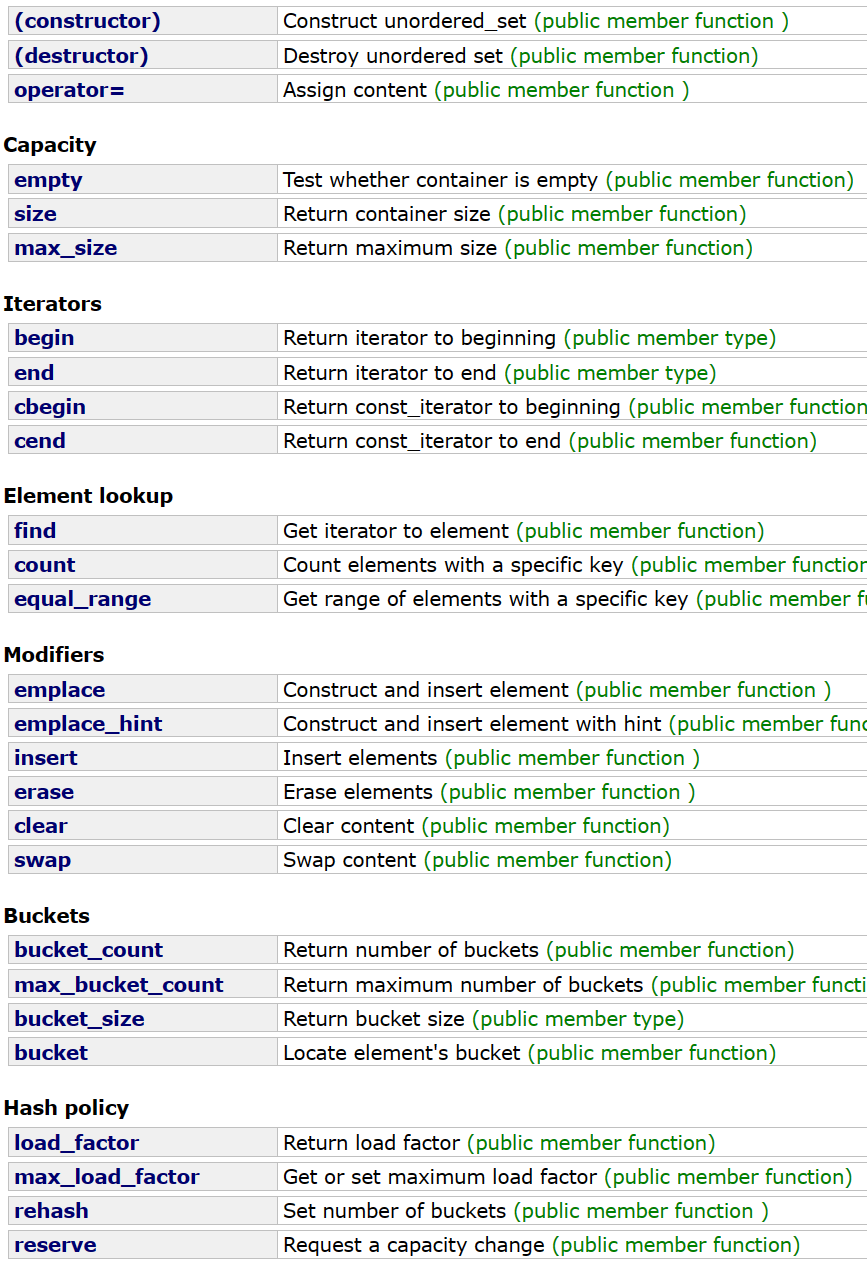 (constructor) Construct unordered_set (public member function )
(destructor) Destroy unordered set (public member function)
operator= Assign content (public member function )
Capacity
empty Test whether container is empty (public member function)
size Return container size (public member function)
max_size Return maximum size (public member function)
Iterators
begin Return iterator to beginning (public member type)
end Return iterator to end (public member type)
cbegin Return const_iterator to beginning (public member function
cend Return const_iterator to end (public member function)
Element lookup
find Get iterator to element (public member function)
count Count elements with a specific key (public member function
equal_range Get range of elements with a specific key (public member
Modifiers
emplace Construct and insert element (public member function )
emplace_hint Construct and insert element with hint (public member func
insert Insert elements (public member function )
erase Erase elements (public member function )
clear Clear content (public member function)
swap Swap content (public member function)
Buckets
bucket_count Return number of buckets (public member function)
max_bucket_count Return maximum number of buckets (public member functi
bucket_size Return bucket size (public member type)
bucket Locate element's bucket (public member function)
Hash policy
load_factor Return load factor (public member function)
max_load_factor Get or set maximum load factor (public member function)
rehash Set number of buckets (public member function )
reserve Request a capacity change (public member function)